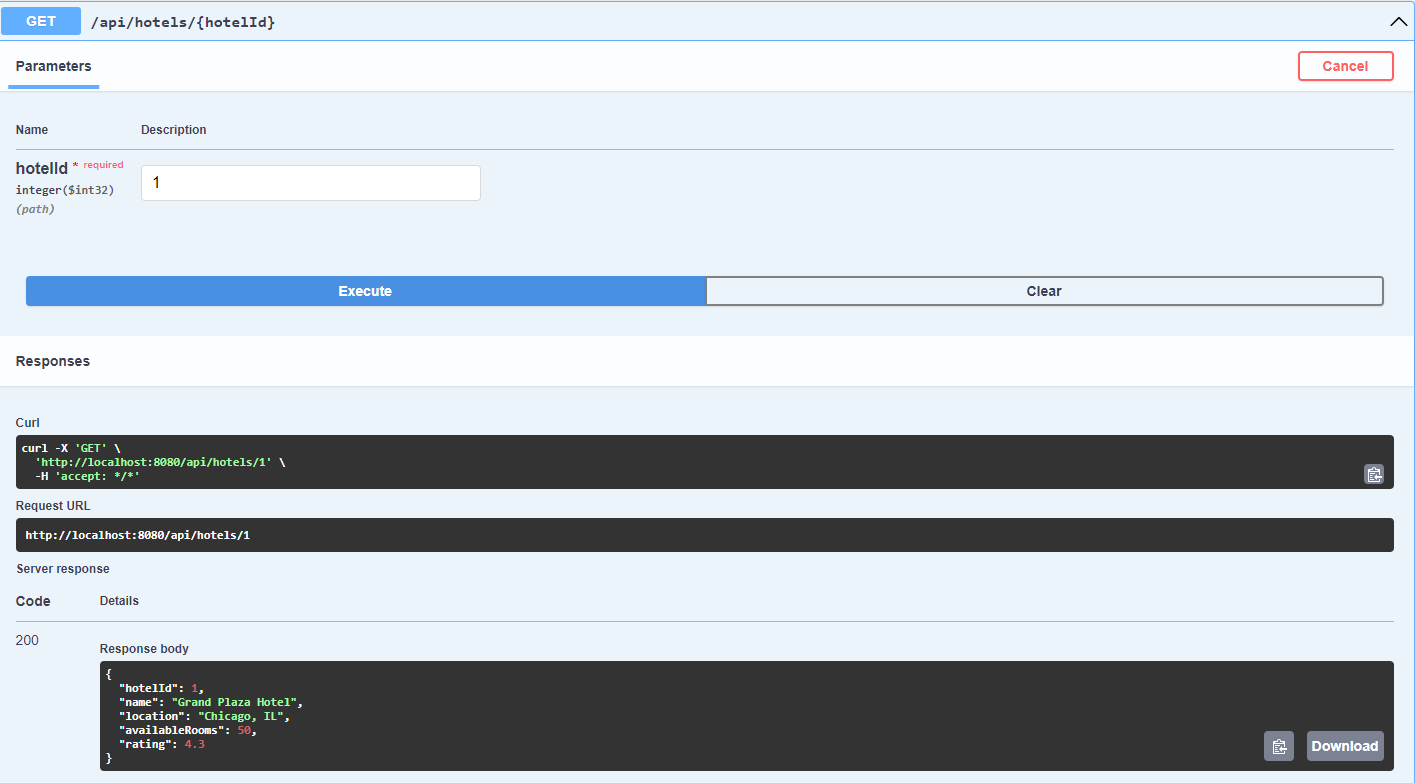 GET /api/hotels/{hotelId}
Parameters
Cancel
Name Description
hotelId * required
integer($int32)
(path)
1
Execute Clear
Responses
Curl
curl -X 'GET' \
'http://localhost:8080/api/hotels/1' \
-H 'accept: */*'
Request URL
http://localhost:8080/api/hotels/1
Server response
Code Details
200
Response body
{
"hotelId": 1,
"name": "Grand Plaza Hotel",
"location": "Chicago, IL",
"availableRooms": 50,
"rating": 4.3
}
Download